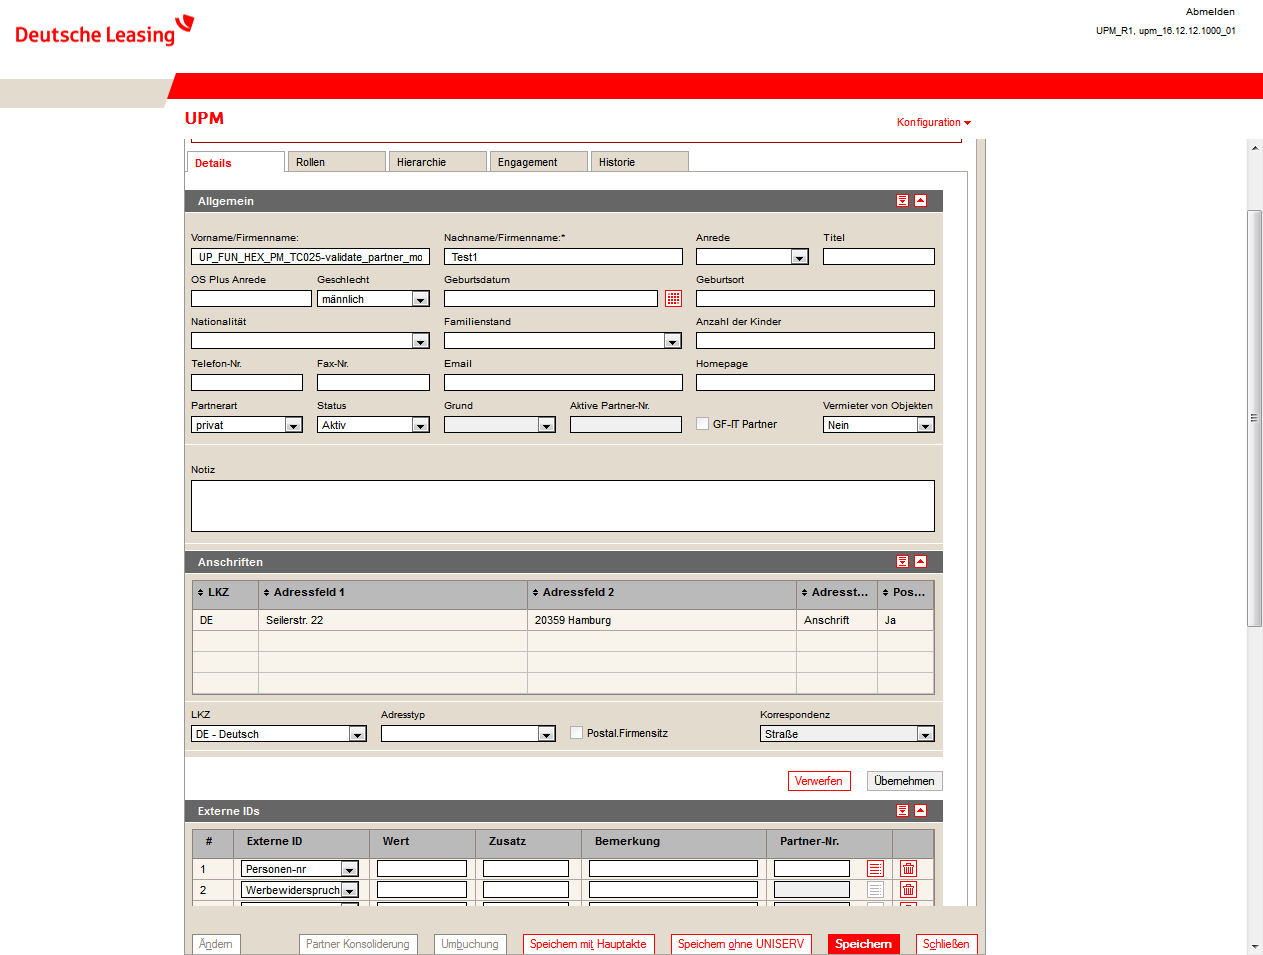 Abmelden
Deutsche Leasing
UPM_R1, upm_16.12.12.1000_01
UPM
Konfiguration
Details Rollen Hierarchie Engagement Historie
Allgemein
Vorname/Firmenname: Nachname/Firmenname:* Anrede Titel
UP_FUN_HEX_PM_TC025-validate_partner_mo Test1
OS Plus Anrede Geschlecht Geburtsdatum Geburtsort
männlich
Nationalität Familienstand Anzahl der Kinder
Telefon-Nr. Fax-Nr. Email Homepage
Partnerart Status Grund Aktive Partner-Nr. Vermieter von Objekten
privat Aktiv GF-IT Partner Nein
Notiz
Anschriften
LKZ Adressfeld 1 Adressfeld 2 Adresst... Pos...
DE Seilerstr. 22 20359 Hamburg Anschrift Ja
LKZ Adresstyp Korrespondenz
DE - Deutsch Postal.Firmensitz Straße
Verwerfen Übernehmen
Externe IDs
# Externe ID Wert Zusatz Bemerkung Partner-Nr.
1 Personen-nr
2 Werbewiderspruch
Ändern Partner Konsolidierung Umbuchung Speichern mit Hauptakte Speichern ohne UNISERV Speichern Schließen